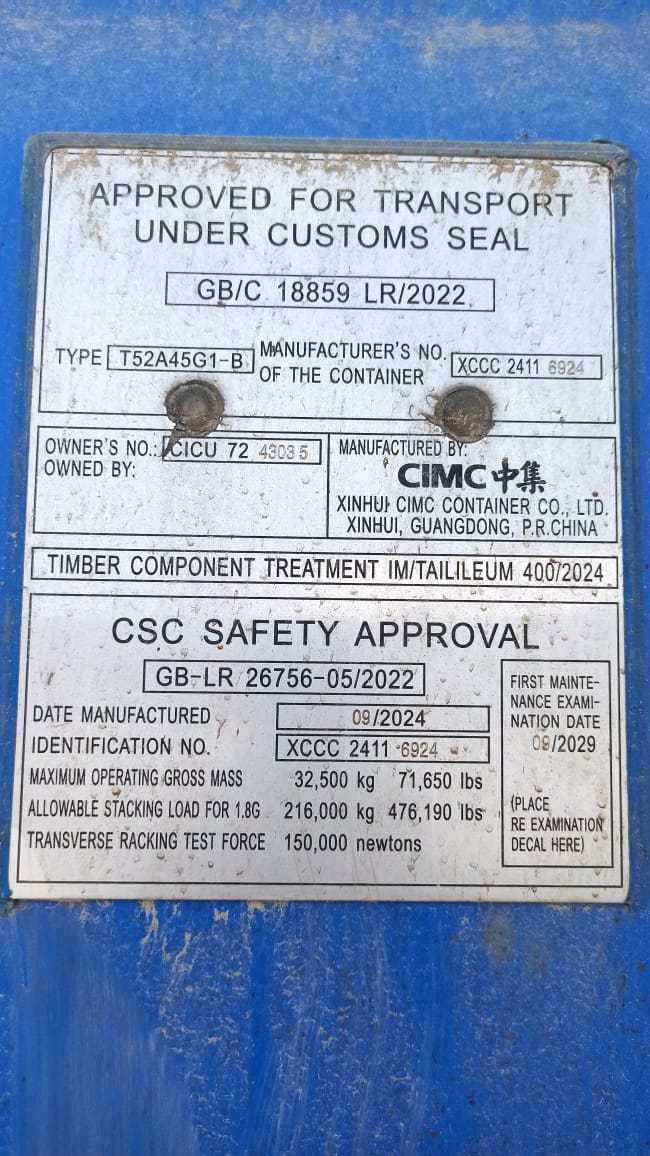 APPROVED FOR TRANSPORT
UNDER CUSTOMS SEAL
GB/C 18859 LR/2022
TYPE T52A45G1-B MANUFACTURER'S NO. OF THE CONTAINER XCCC 2411 6924
OWNER'S NO.: CICU 72 43035
OWNED BY:
MANUFACTURED BY:
CIMC中集
XINHUI CIMC CONTAINER CO., LTD.
XINHUI, GUANGDONG, P.R.CHINA
TIMBER COMPONENT TREATMENT IM/TAILILEUM 400/2024
CSC SAFETY APPROVAL
GB-LR 26756-05/2022
DATE MANUFACTURED 09/2024
IDENTIFICATION NO. XCCC 2411 6924
MAXIMUM OPERATING GROSS MASS 32,500 kg 71,650 lbs
ALLOWABLE STACKING LOAD FOR 1.8G 216,000 kg 476,190 lbs
TRANSVERSE RACKING TEST FORCE 150,000 newtons
FIRST MAINTE-
NANCE EXAMI-
NATION DATE
09/2029
(PLACE
RE EXAMINATION
DECAL HERE)